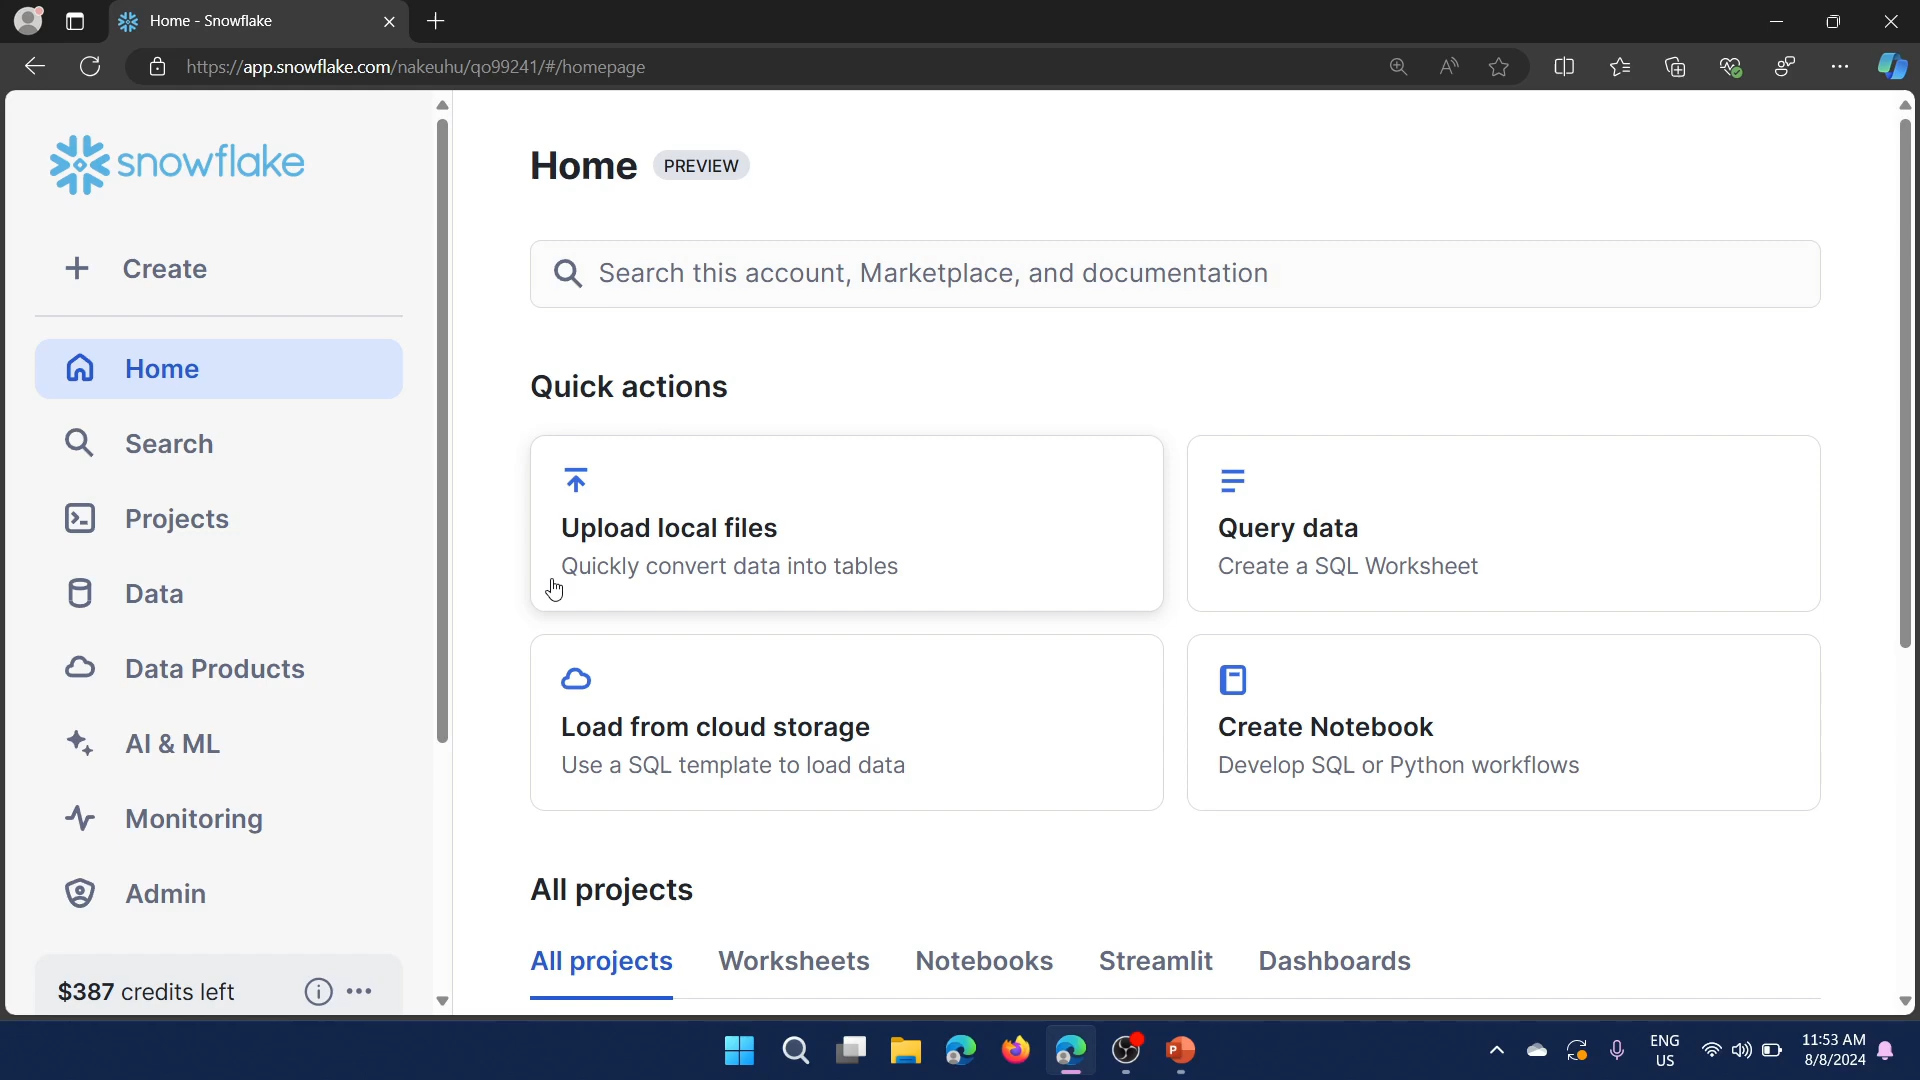 Home - Snowflake
https://app.snowflake.com/nakeuhu/qo99241/#/homepage
snowflake
Create
Home
Search
Projects
Data
Data Products
AI & ML
Monitoring
Admin
$387 credits left
Home PREVIEW
Search this account, Marketplace, and documentation
Quick actions
Upload local files
Quickly convert data into tables
Query data
Create a SQL Worksheet
Load from cloud storage
Use a SQL template to load data
Create Notebook
Develop SQL or Python workflows
All projects
All projects Worksheets Notebooks Streamlit Dashboards
ENG
US
11:53 AM
8/8/2024